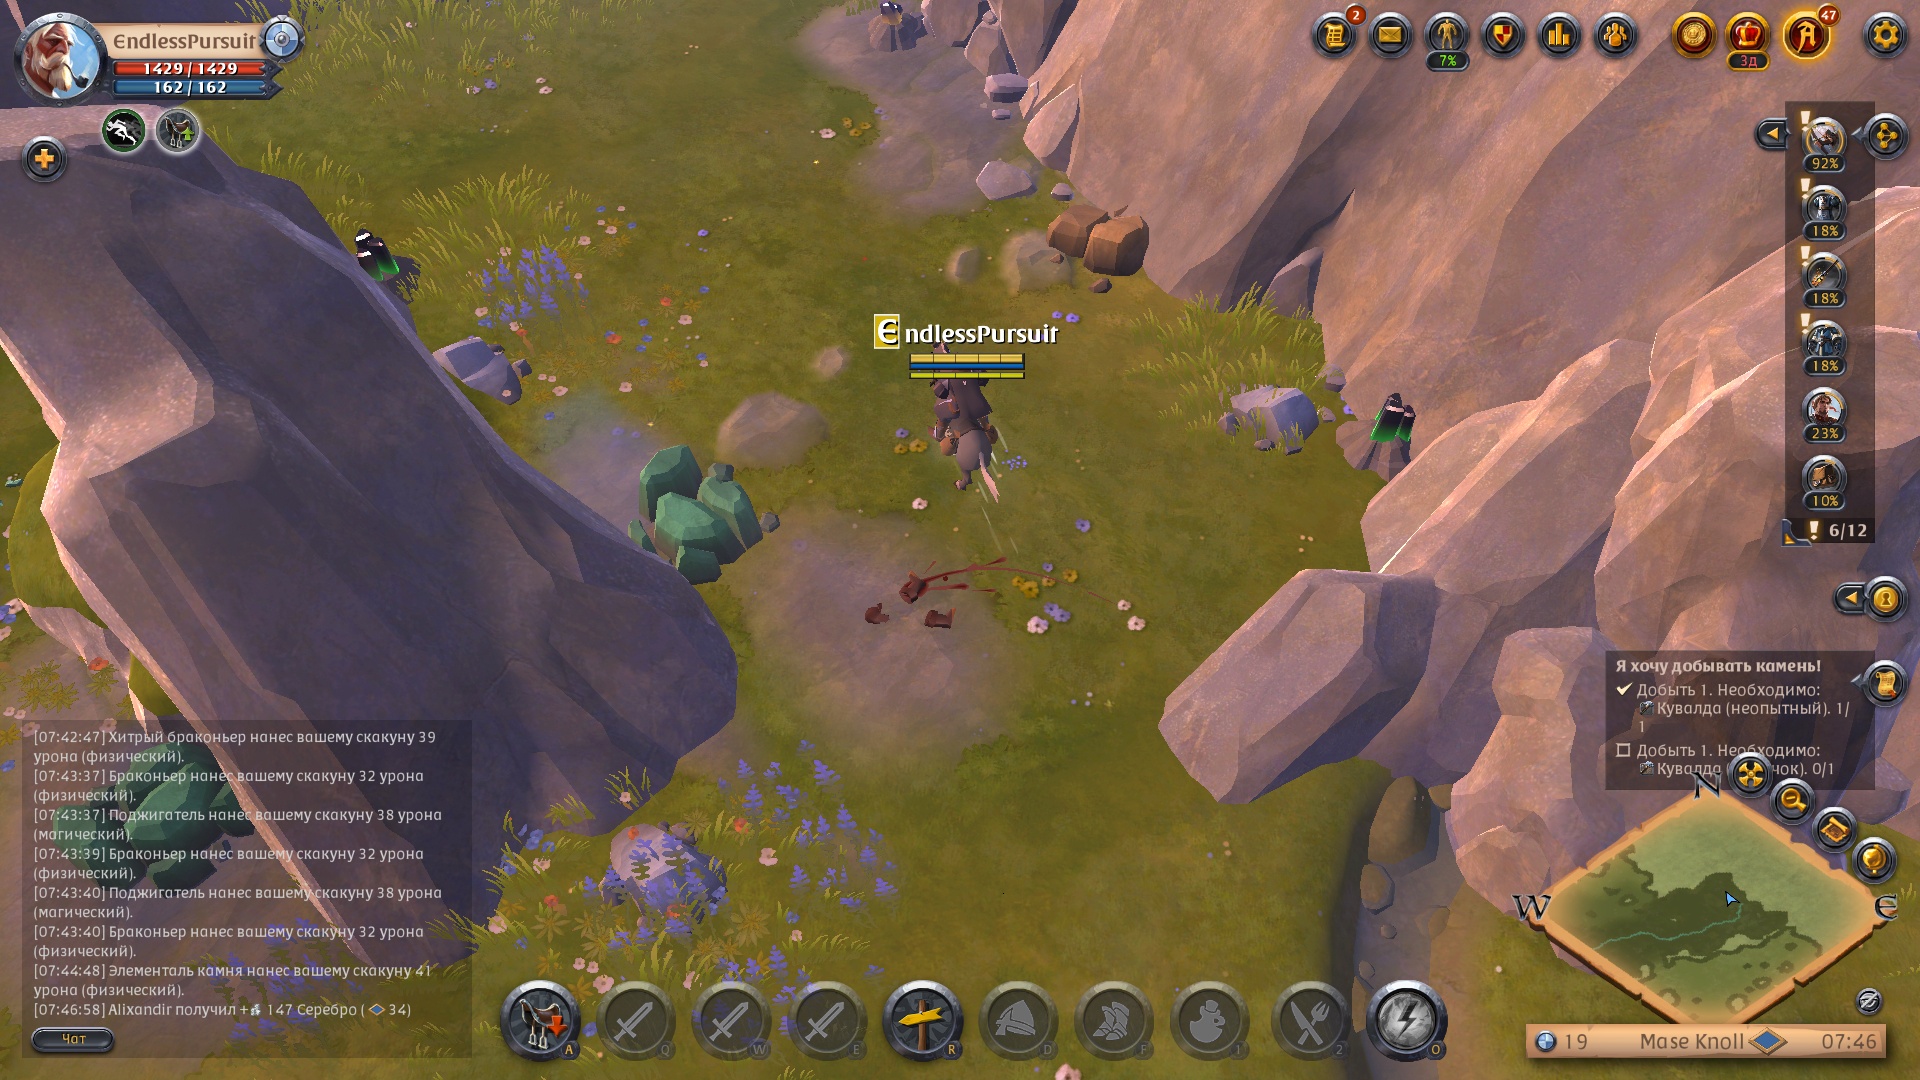 ЄndlessPursuit
1429 / 1429
162 / 162
2
7%
3д
47
92%
18%
18%
18%
23%
10%
6/12
ЄndlessPursuit
Я хочу добывать камень!
Добыть 1. Необходимо:
Кувалда (неопытный). 1/
1
Добыть 1. Необходимо:
N
W
Є
[07:42:47] Хитрый браконьер нанес вашему скакуну 39
урона (физический).
[07:43:37] Браконьер нанес вашему скакуну 32 урона
(физический).
[07:43:37] Поджигатель нанес вашему скакуну 38 урона
(магический).
[07:43:39] Браконьер нанес вашему скакуну 32 урона
(физический).
[07:43:40] Поджигатель нанес вашему скакуну 38 урона
(магический).
[07:43:40] Браконьер нанес вашему скакуну 32 урона
(физический).
[07:44:48] Элементаль камня нанес вашему скакуну 41
урона (физический).
[07:46:58] Alixandir получил + 147 Серебро ( 34)
Чат
A
Q
W
E
R
D
F
1
2
O
19 Mase Knoll 07:46